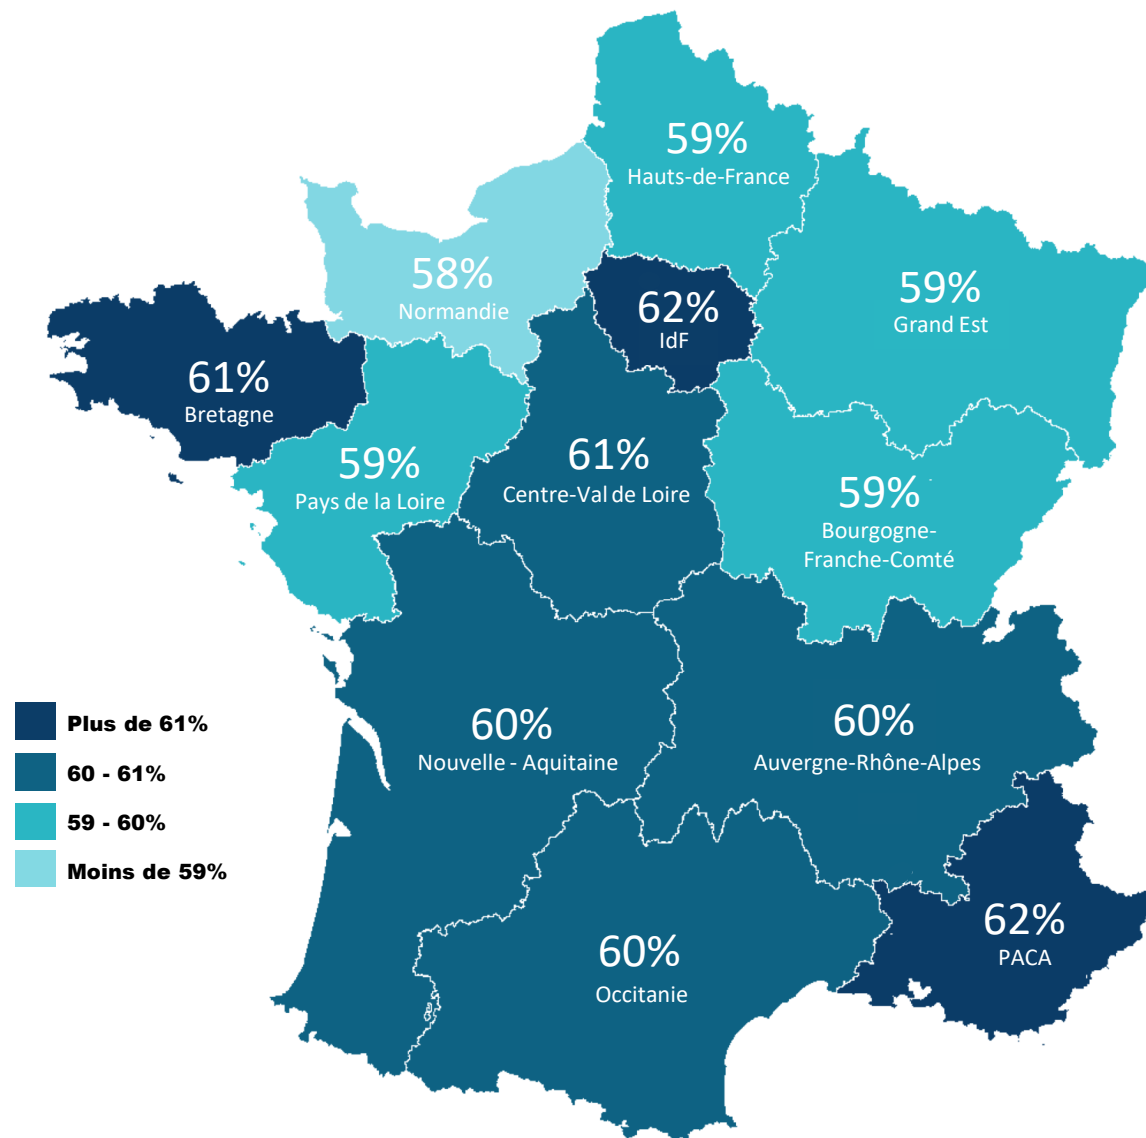 59%
Hauts-de-France
58%
Normandie
62%
IdF
59%
Grand Est
61%
Bretagne
59%
Pays de la Loire
61%
Centre-Val de Loire
59%
Bourgogne-
Franche-Comté
60%
Nouvelle - Aquitaine
60%
Auvergne-Rhône-Alpes
60%
Occitanie
62%
PACA
Plus de 61%
60 - 61%
59 - 60%
Moins de 59%